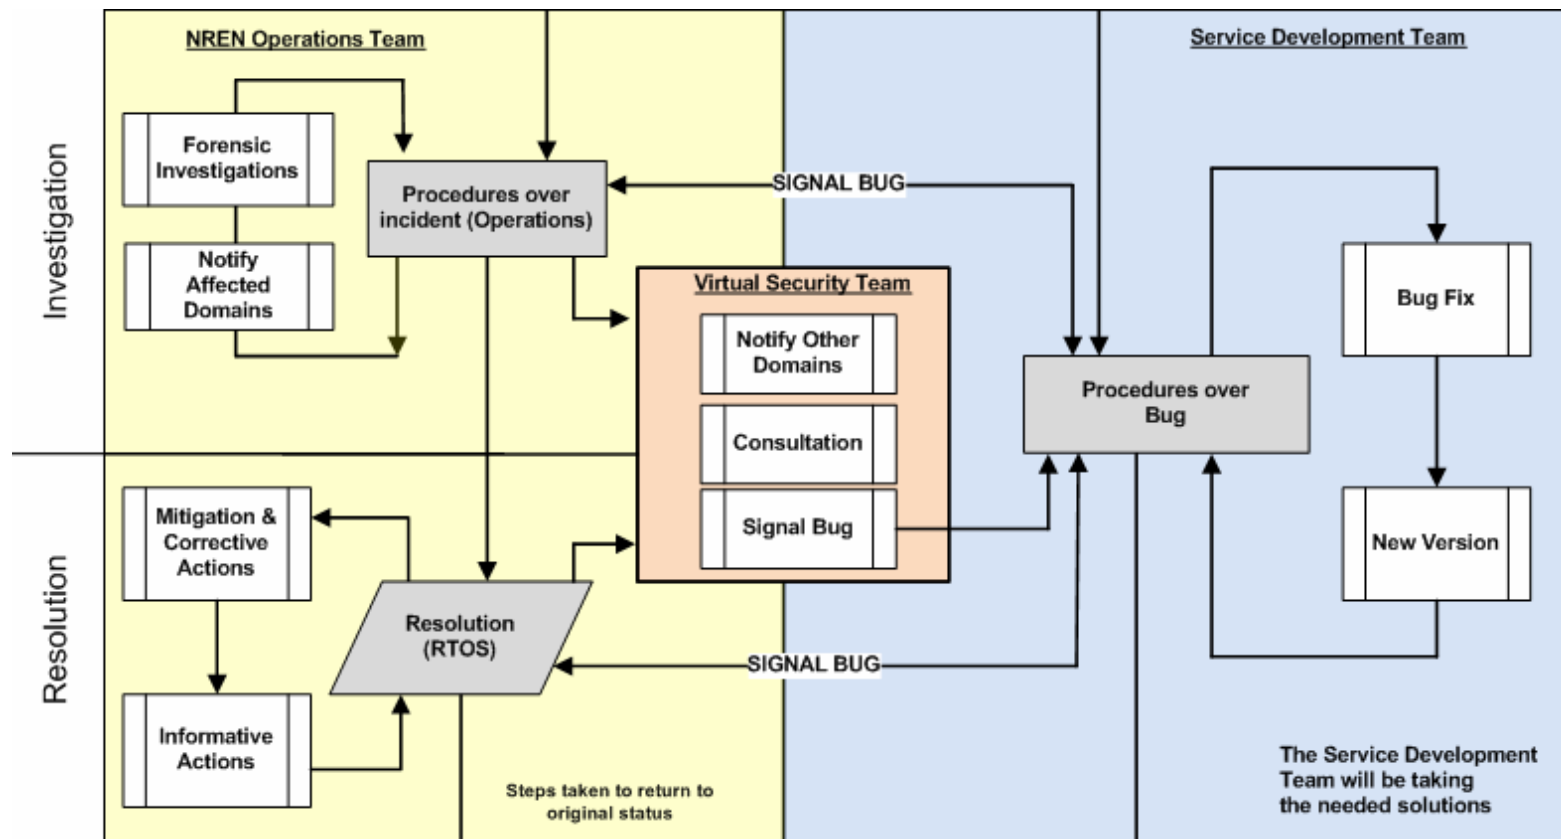 NREN Operations Team
Service Development Team
Investigation
Forensic
Investigations
Procedures over
incident (Operations)
SIGNAL BUG
Notify
Affected
Domains
Virtual Security Team
Notify Other
Domains
Consultation
Signal Bug
Procedures over
Bug
Bug Fix
New Version
Resolution
Mitigation &
Corrective
Actions
Resolution
(RTOS)
SIGNAL BUG
Informative
Actions
Steps taken to return to
original status
The Service Development
Team will be taking
the needed solutions